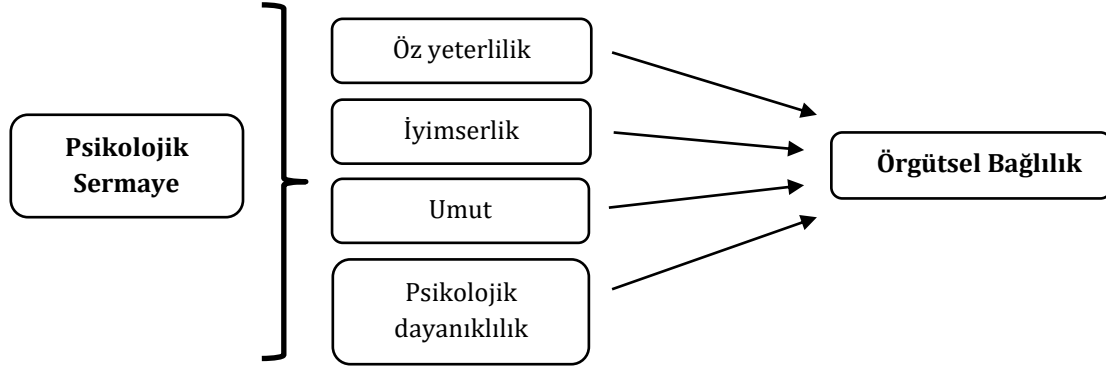 Psikolojik
Sermaye
Öz yeterlilik
İyimserlik
Umut
Psikolojik
dayanıklılık
Örgütsel Bağlılık